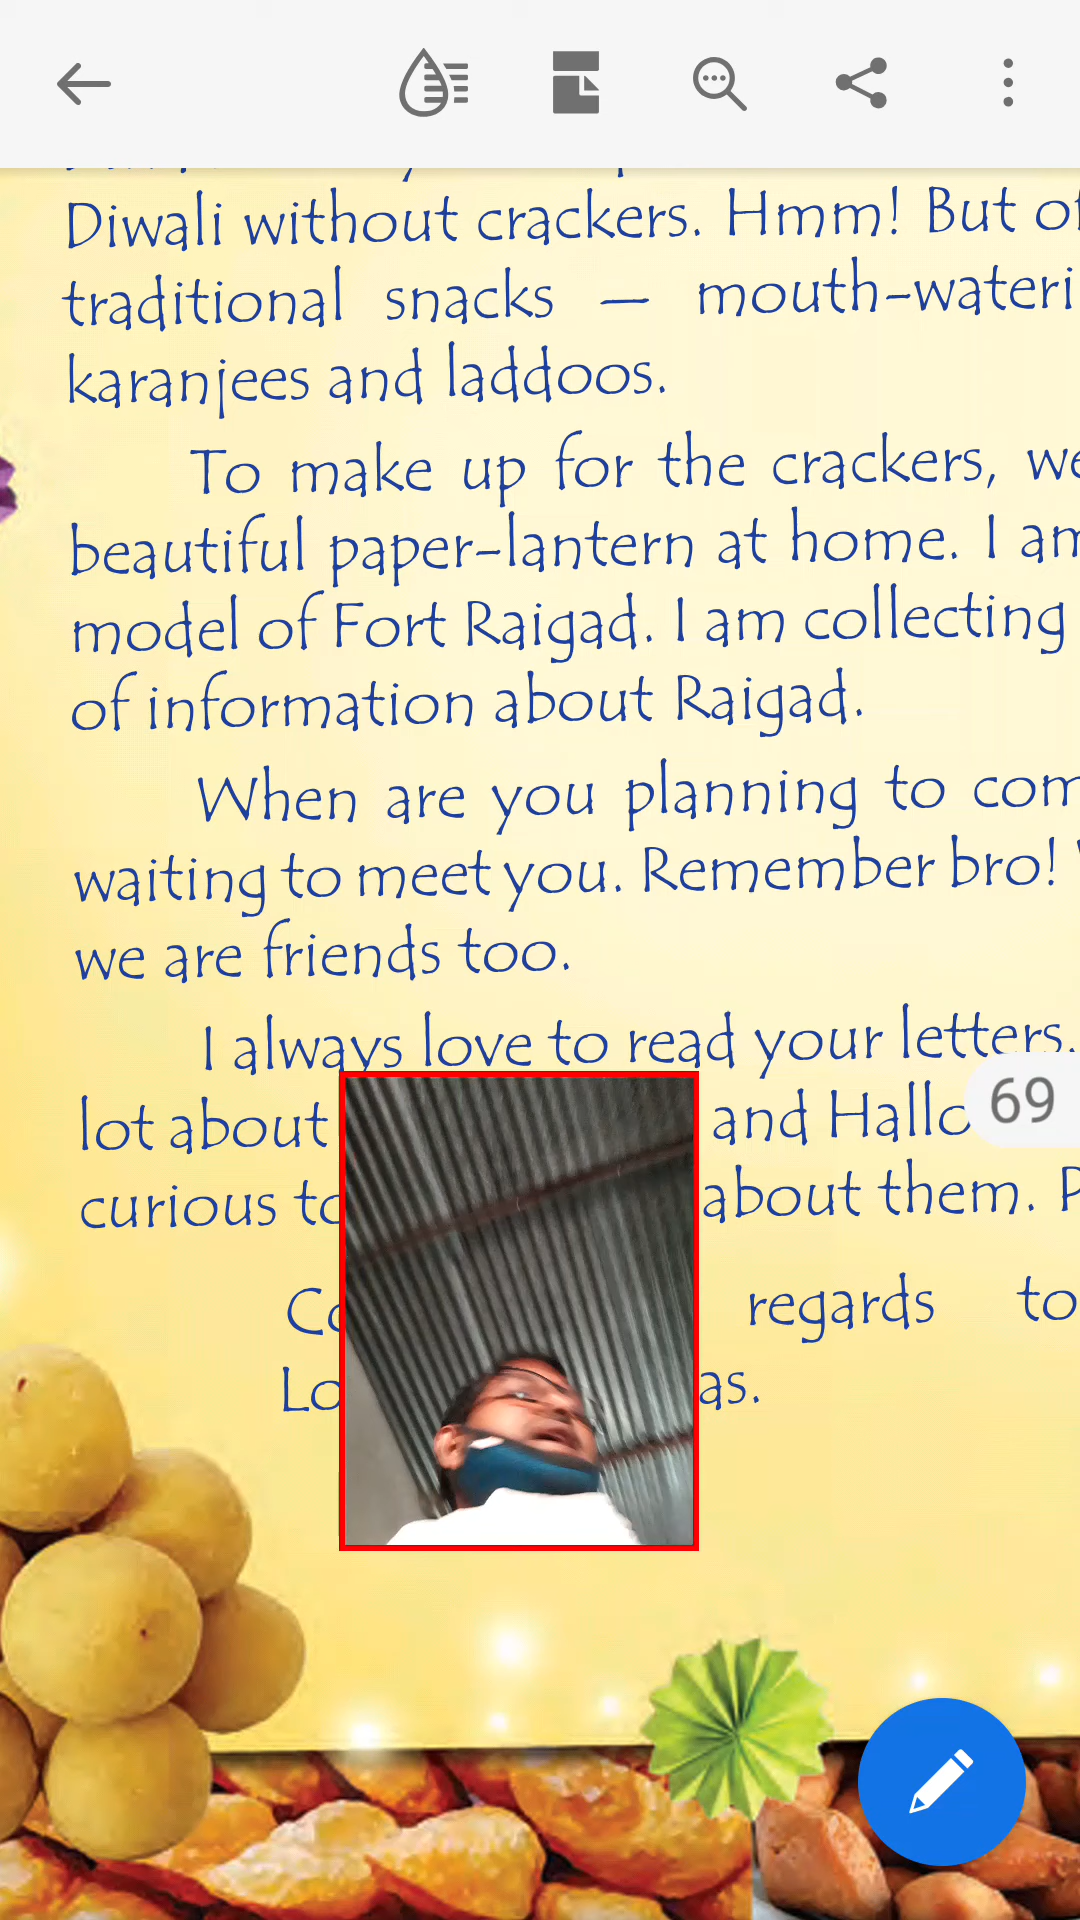 Diwali without crackers. Hmm! But of
traditional snacks — mouth-wateri
karanjees and laddoos.
To make up for the crackers, we
beautiful paper-lantern at home. I am
model of Fort Raigad. I am collecting
of information about Raigad.
When are you planning to com
waiting to meet you. Remember bro!
we are friends too.
I always love to read your letters.
lot about and Hallo
69
curious to about them. P
Co regards to
Lo as.